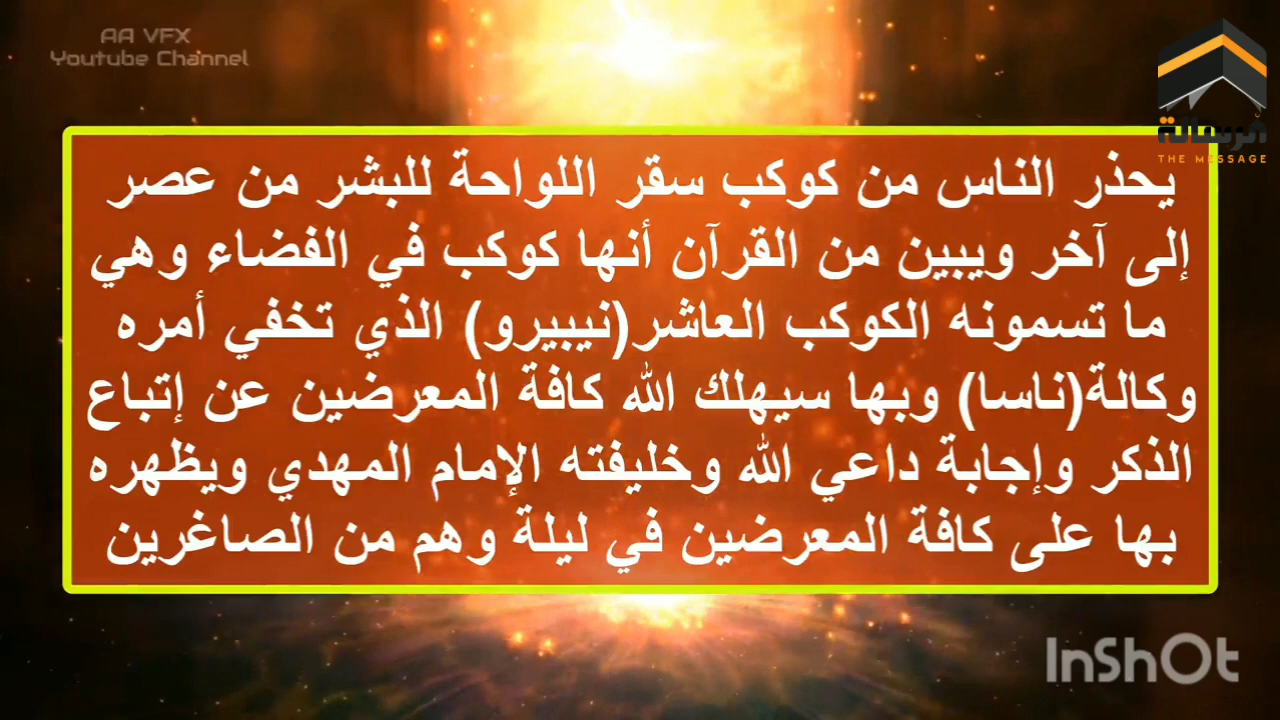 AA VFX
Youtube Channel
الرسالة
THE MESSAGE
يحذر الناس من كوكب سقر اللواحة للبشر من عصر
إلى آخر ويبين من القرآن أنها كوكب في الفضاء وهي
ما تسمونه الكوكب العاشر(نيبيرو) الذي تخفي أمره
وكالة(ناسا) وبها سيهلك الله كافة المعرضين عن إتباع
الذكر وإجابة داعي الله وخليفته الإمام المهدي ويظهره
بها على كافة المعرضين في ليلة وهم من الصاغرين
InShOt